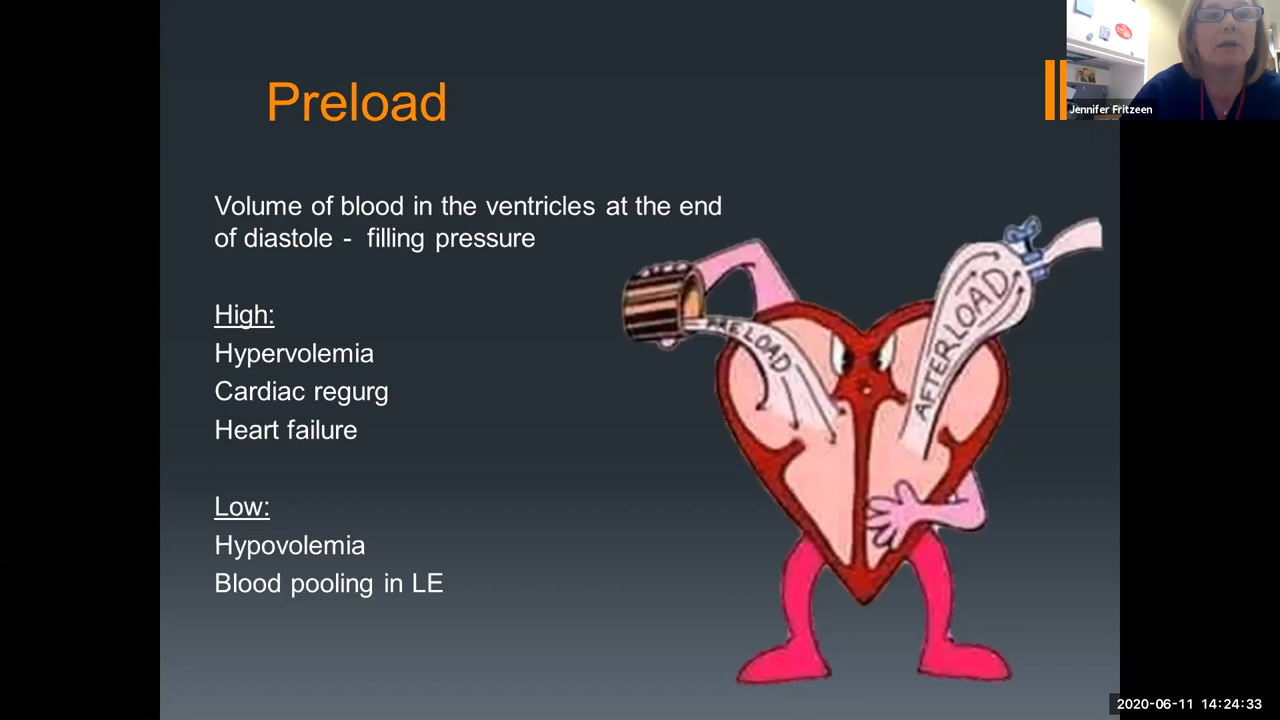 Preload
Jennifer Fritzeen
Volume of blood in the ventricles at the end
of diastole - filling pressure
High:
Hypervolemia
Cardiac regurg
Heart failure
Low:
Hypovolemia
Blood pooling in LE
PRELOAD
AFTERLOAD
2020-06-11 14:24:33